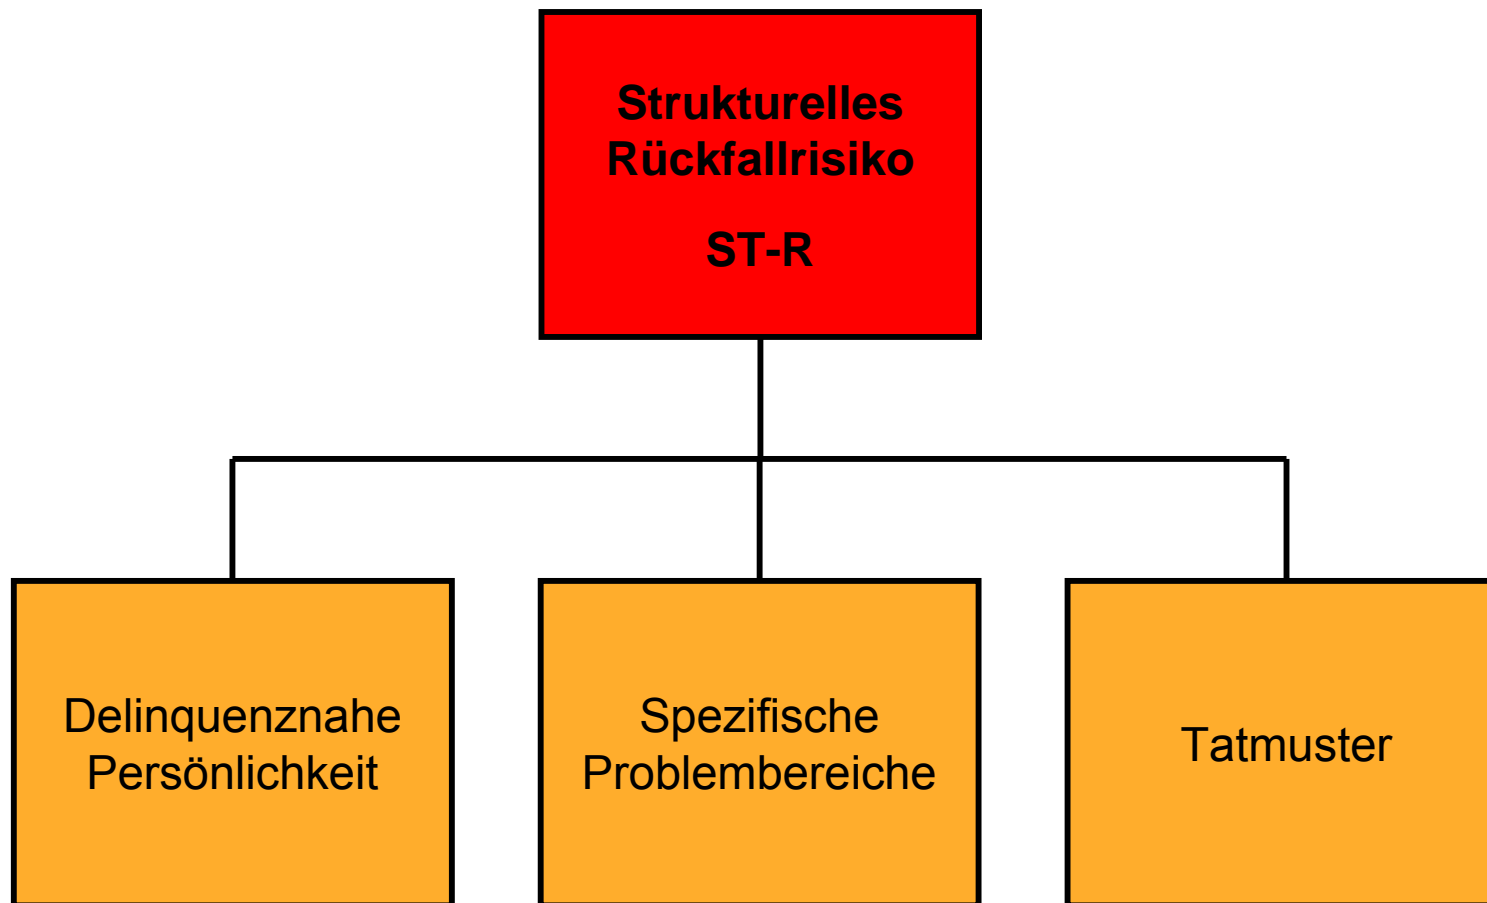 Strukturelles
Rückfallrisiko
ST-R
Delinquenznahe
Persönlichkeit
Spezifische
Problembereiche
Tatmuster